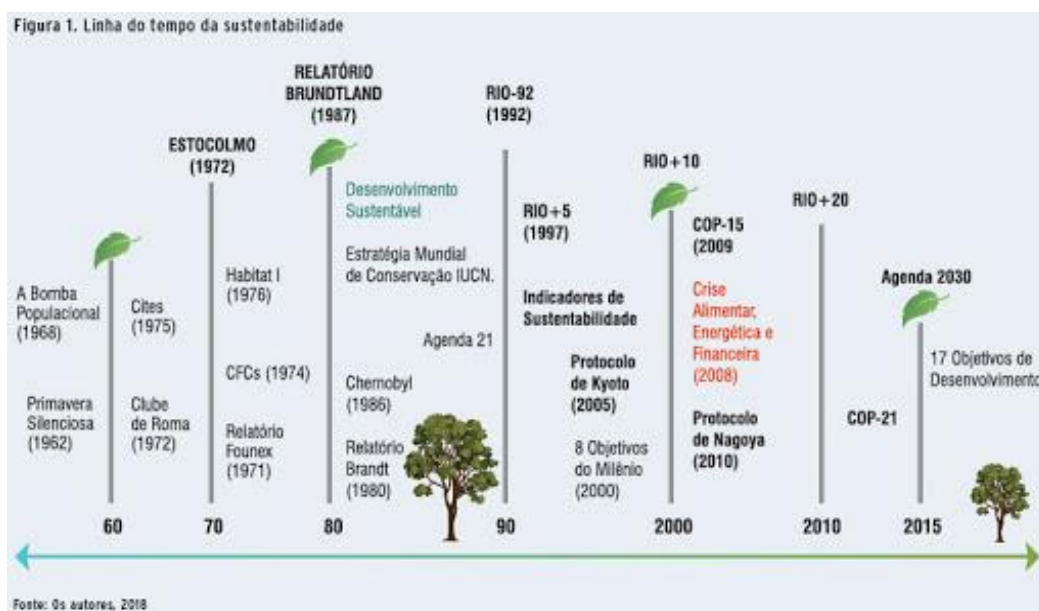 Figura 1. Linha do tempo da sustentabilidade
A Bomba
Populacional
(1968)
Primavera
Silenciosa
(1962)
Cites
(1975)
Clube
de Roma
(1972)
ESTOCOLMO
(1972)
Habitat I
(1976)
CFCs (1974)
Relatório
Founex
(1971)
RELATÓRIO
BRUNDTLAND
(1987)
Desenvolvimento
Sustentável
Estratégia Mundial
de Conservação IUCN.
Agenda 21
Chernobyl
(1986)
Relatório
Brandt
(1980)
RIO-92
(1992)
RIO+5
(1997)
Indicadores de
Sustentabilidade
Protocolo
de Kyoto
(2005)
8 Objetivos
do Milênio
(2000)
RIO+10
COP-15
(2009
Crise
Alimentar,
Energética e
Financeira
(2008)
Protocolo
de Nagoya
(2010)
RIO+20
COP-21
Agenda 2030
17 Objetivos de
Desenvolvimento
60 70 80 90 2000 2010 2015
Fonte: Os autores, 2018